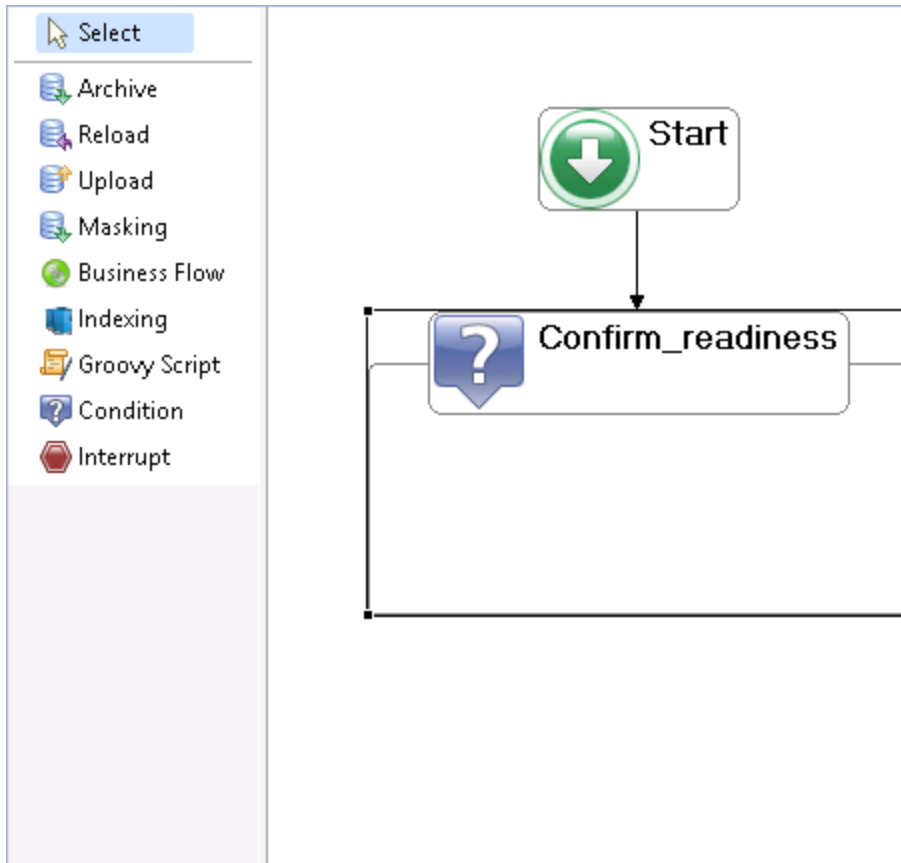 Select
Archive
Reload
Upload
Masking
Business Flow
Indexing
Groovy Script
Condition
Interrupt
Start
Confirm_readiness